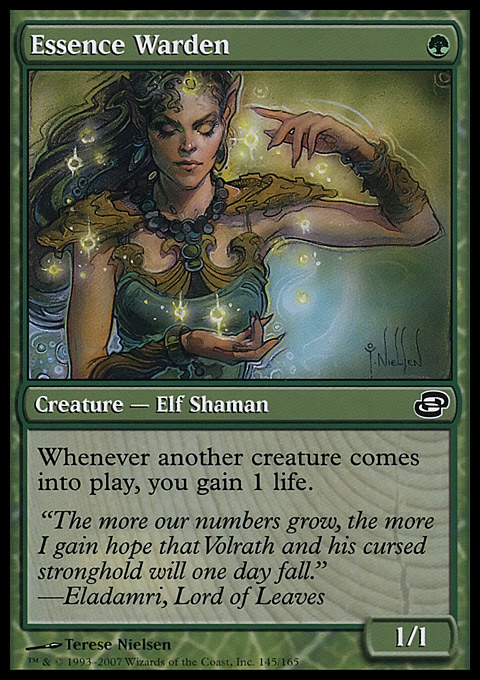 Essence Warden
T. NIELSEN
Creature — Elf Shaman
Whenever another creature comes
into play, you gain 1 life.
“The more our numbers grow, the more
I gain hope that Volrath and his cursed
stronghold will one day fall.”
—Eladamri, Lord of Leaves
Terese Nielsen
1/1
™ & © 1993–2007 Wizards of the Coast, Inc. 145/165